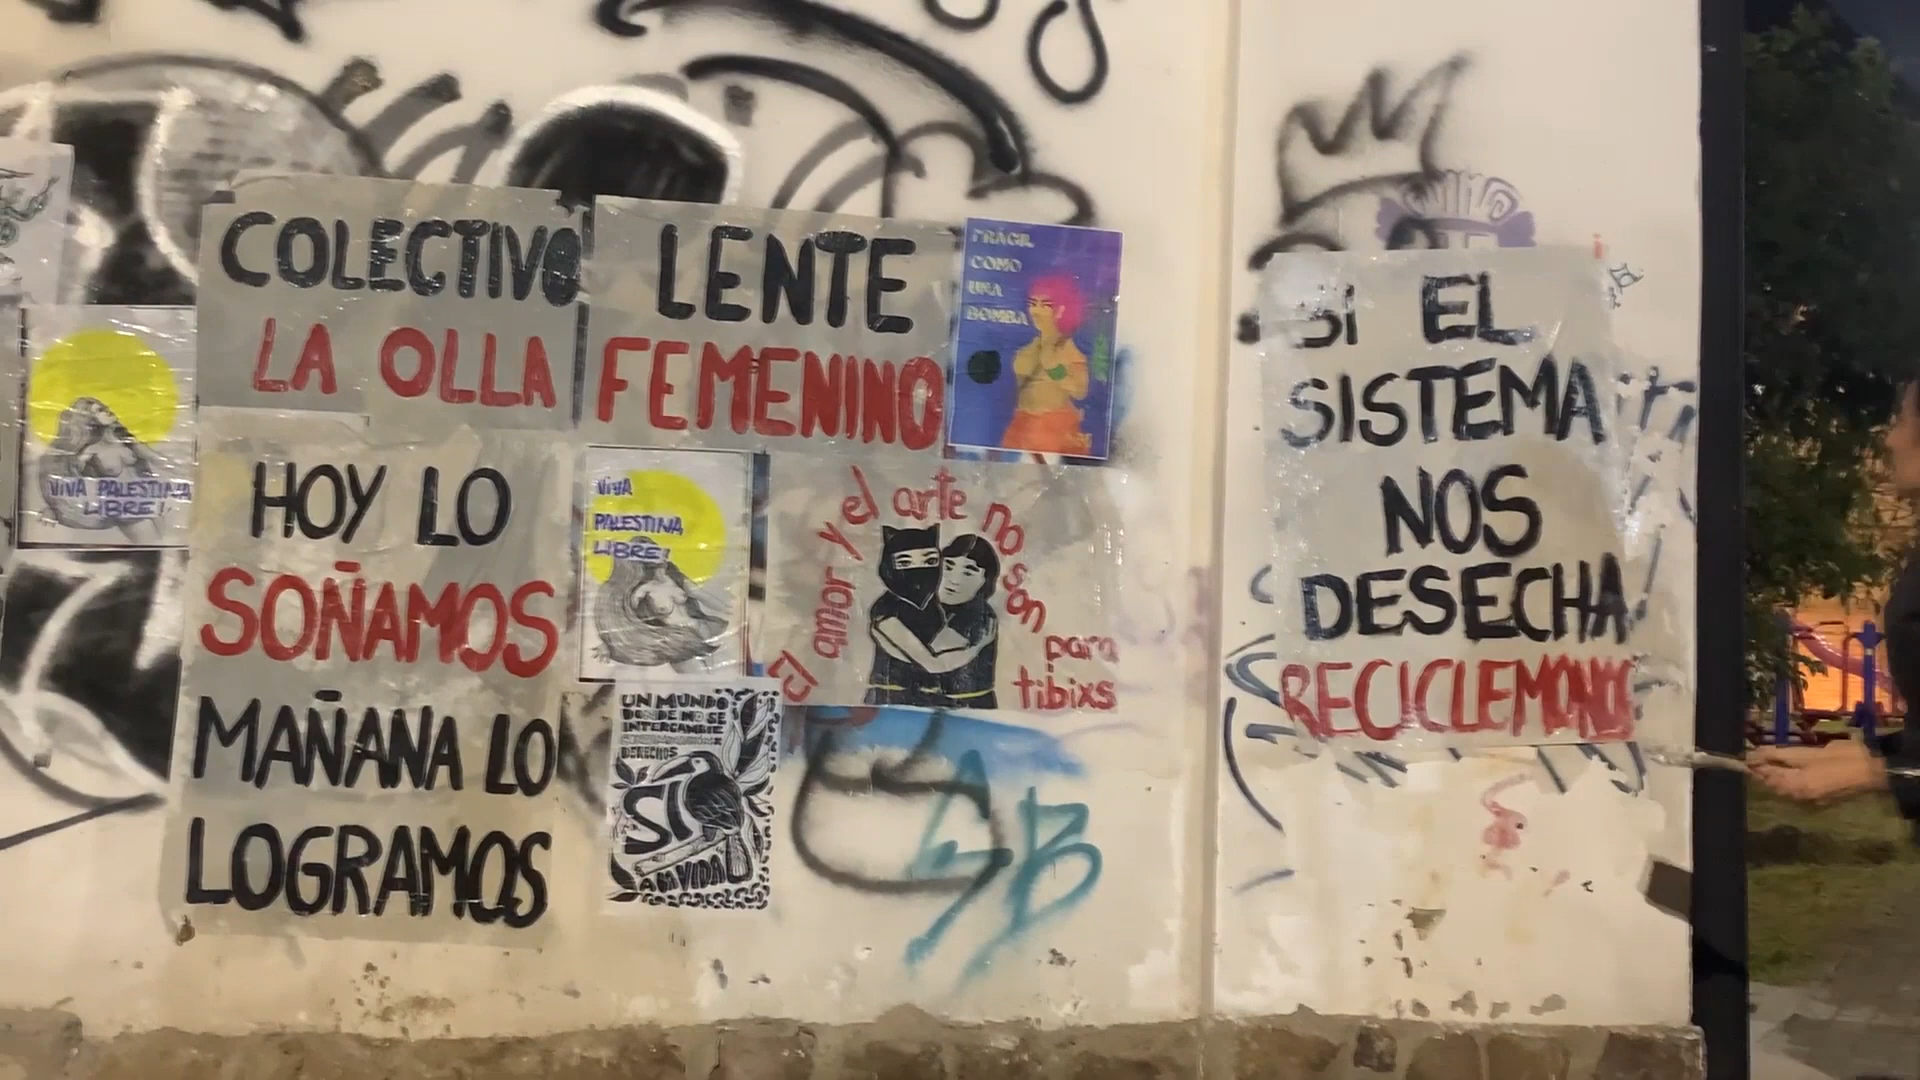 COLECTIVO
LA OLLA
LENTE
FEMENINO
FRÁGIL
COMO
UNA
BOMBA
VIVA PALESTINA
LIBRE!
HOY LO
SOÑAMOS
MAÑANA LO
LOGRAMOS
VIVA
PALESTINA
LIBRE!
El amor y el arte no son para
tibixs
UN MUNDO
DONDE NO SE
INTERCAMBIE
DERECHOS
SI
A LA VIDA
SI EL
SISTEMA
NOS
DESECHA
RECICLEMONOS